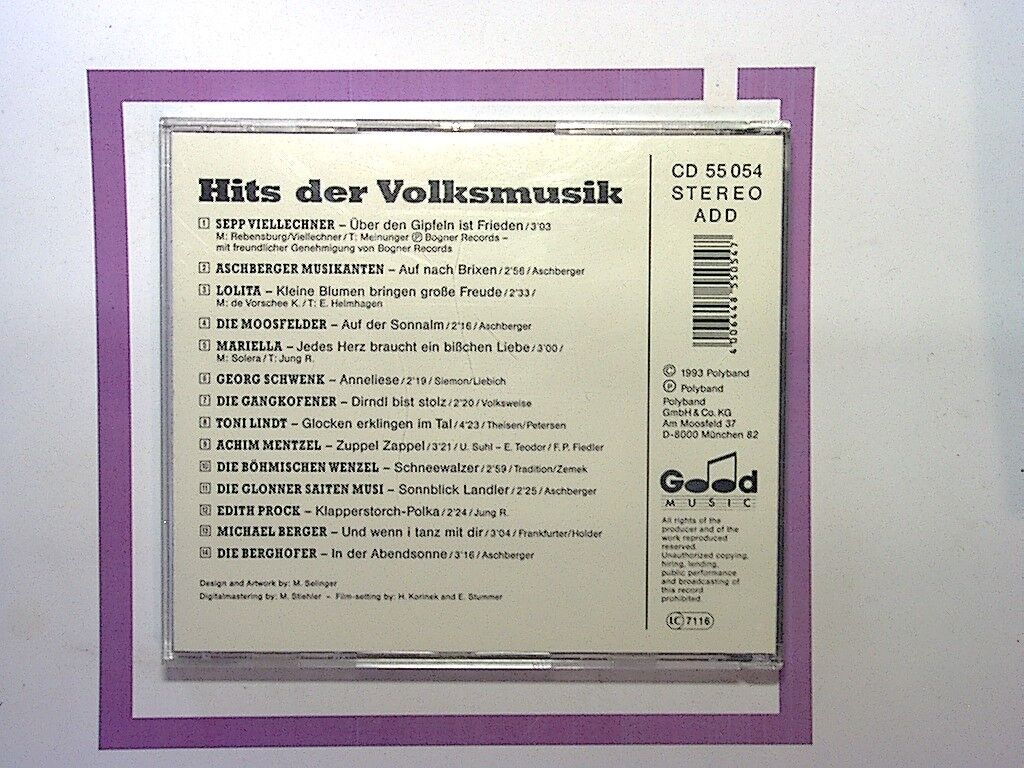 Hits der Volksmusik
1 SEPP VIELLECHNER – Über den Gipfeln ist Frieden / 3'03
M: Rebensburg/Viellechner / T: Meinunger Ⓟ Bogner Records –
mit freundlicher Genehmigung von Bogner Records
2 ASCHBERGER MUSIKANTEN – Auf nach Brixen / 2'56 / Aschberger
3 LOLITA – Kleine Blumen bringen große Freude / 2'33 /
M: de Vorschee K. / T: E. Helmhagen
4 DIE MOOSFELDER – Auf der Sonnalm / 2'16 / Aschberger
5 MARIELLA – Jedes Herz braucht ein bißchen Liebe / 3'00 /
M: Solera / T: Jung R.
6 GEORG SCHWENK – Anneliese / 2'19 / Siemon/Liebich
7 DIE GANGKOFENER – Dirndl bist stolz / 2'20 / Volksweise
8 TONI LINDT – Glocken erklingen im Tal / 4'23 / Theisen/Petersen
9 ACHIM MENTZEL – Zuppel Zappel / 3'21 / U. Suhl – E. Teodor / F. P. Fiedler
10 DIE BÖHMISCHEN WENZEL – Schneewalzer / 2'59 / Tradition/Zemek
11 DIE GLONNER SAITEN MUSI – Sonnblick Landler / 2'25 / Aschberger
12 EDITH PROCK – Klapperstorch-Polka / 2'24 / Jung R.
13 MICHAEL BERGER – Und wenn i tanz mit dir / 3'04 / Frankfurter/Holder
14 DIE BERGHOFER – In der Abendsonne / 3'16 / Aschberger
Design and Artwork by: M. Selinger
Digitalmastering by: M. Stiehler – Film-setting by: H. Korinek and E. Stummer
CD 55 054
STEREO
ADD
4 006448 550547
© 1993 Polyband
Ⓟ Polyband
Polyband
GmbH & Co. KG
Am Moosfeld 37
D-8000 München 82
Good
MUSIC
All rights of the
producer and of the
work reproduced
reserved.
Unauthorized copying,
hiring, lending,
public performance
and broadcasting of
this record
prohibited.
LC 7116